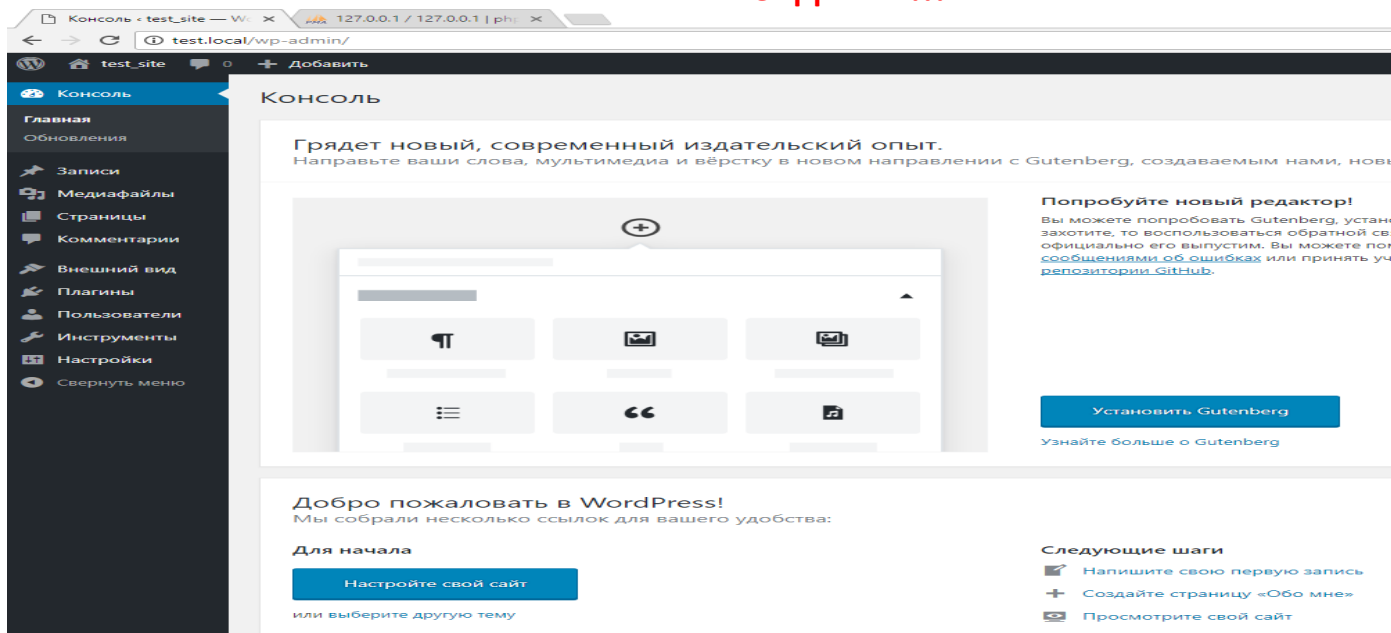 Консоль ‹ test_site — W
127.0.0.1 / 127.0.0.1 | ph
test.local/wp-admin/
test_site 0 Добавить
Консоль
Главная
Обновления
Записи
Медиафайлы
Страницы
Комментарии
Внешний вид
Плагины
Пользователи
Инструменты
Настройки
Свернуть меню
Консоль
Грядет новый, современный издательский опыт.
Направьте ваши слова, мультимедиа и вёрстку в новом направлении с Gutenberg, создаваемым нами, нов
Попробуйте новый редактор!
Вы можете попробовать Gutenberg, устан
захотите, то воспользоваться обратной св
официально его выпустим. Вы можете по
сообщениями об ошибках или принять уч
репозитории GitHub.
Установить Gutenberg
Узнайте больше о Gutenberg
Добро пожаловать в WordPress!
Мы собрали несколько ссылок для вашего удобства:
Для начала
Настройте свой сайт
или выберите другую тему
Следующие шаги
Напишите свою первую запись
Создайте страницу «Обо мне»
Просмотрите свой сайт